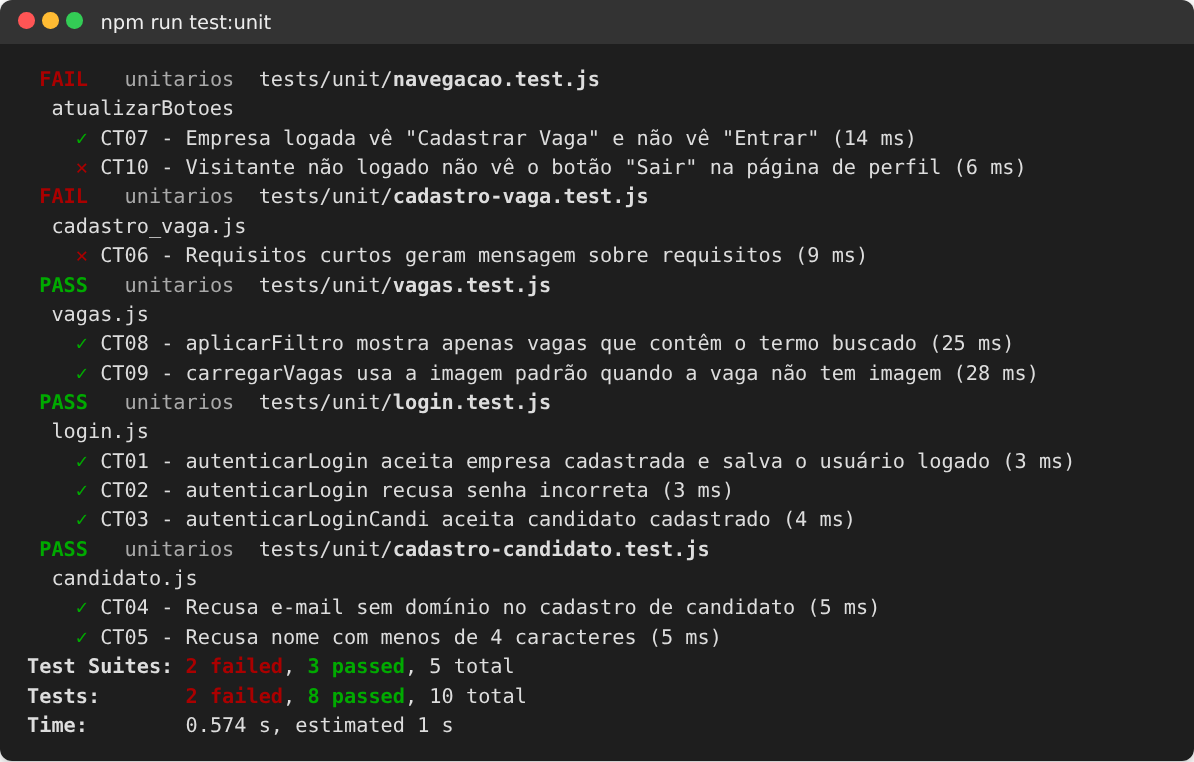 npm run test:unit
FAIL unitarios tests/unit/navegacao.test.js
atualizarBotoes
✓ CT07 - Empresa logada vê "Cadastrar Vaga" e não vê "Entrar" (14 ms)
✕ CT10 - Visitante não logado não vê o botão "Sair" na página de perfil (6 ms)
FAIL unitarios tests/unit/cadastro-vaga.test.js
cadastro_vaga.js
✕ CT06 - Requisitos curtos geram mensagem sobre requisitos (9 ms)
PASS unitarios tests/unit/vagas.test.js
vagas.js
✓ CT08 - aplicarFiltro mostra apenas vagas que contêm o termo buscado (25 ms)
✓ CT09 - carregarVagas usa a imagem padrão quando a vaga não tem imagem (28 ms)
PASS unitarios tests/unit/login.test.js
login.js
✓ CT01 - autenticarLogin aceita empresa cadastrada e salva o usuário logado (3 ms)
✓ CT02 - autenticarLogin recusa senha incorreta (3 ms)
✓ CT03 - autenticarLoginCandi aceita candidato cadastrado (4 ms)
PASS unitarios tests/unit/cadastro-candidato.test.js
candidato.js
✓ CT04 - Recusa e-mail sem domínio no cadastro de candidato (5 ms)
✓ CT05 - Recusa nome com menos de 4 caracteres (5 ms)
Test Suites: 2 failed, 3 passed, 5 total
Tests: 2 failed, 8 passed, 10 total
Time: 0.574 s, estimated 1 s